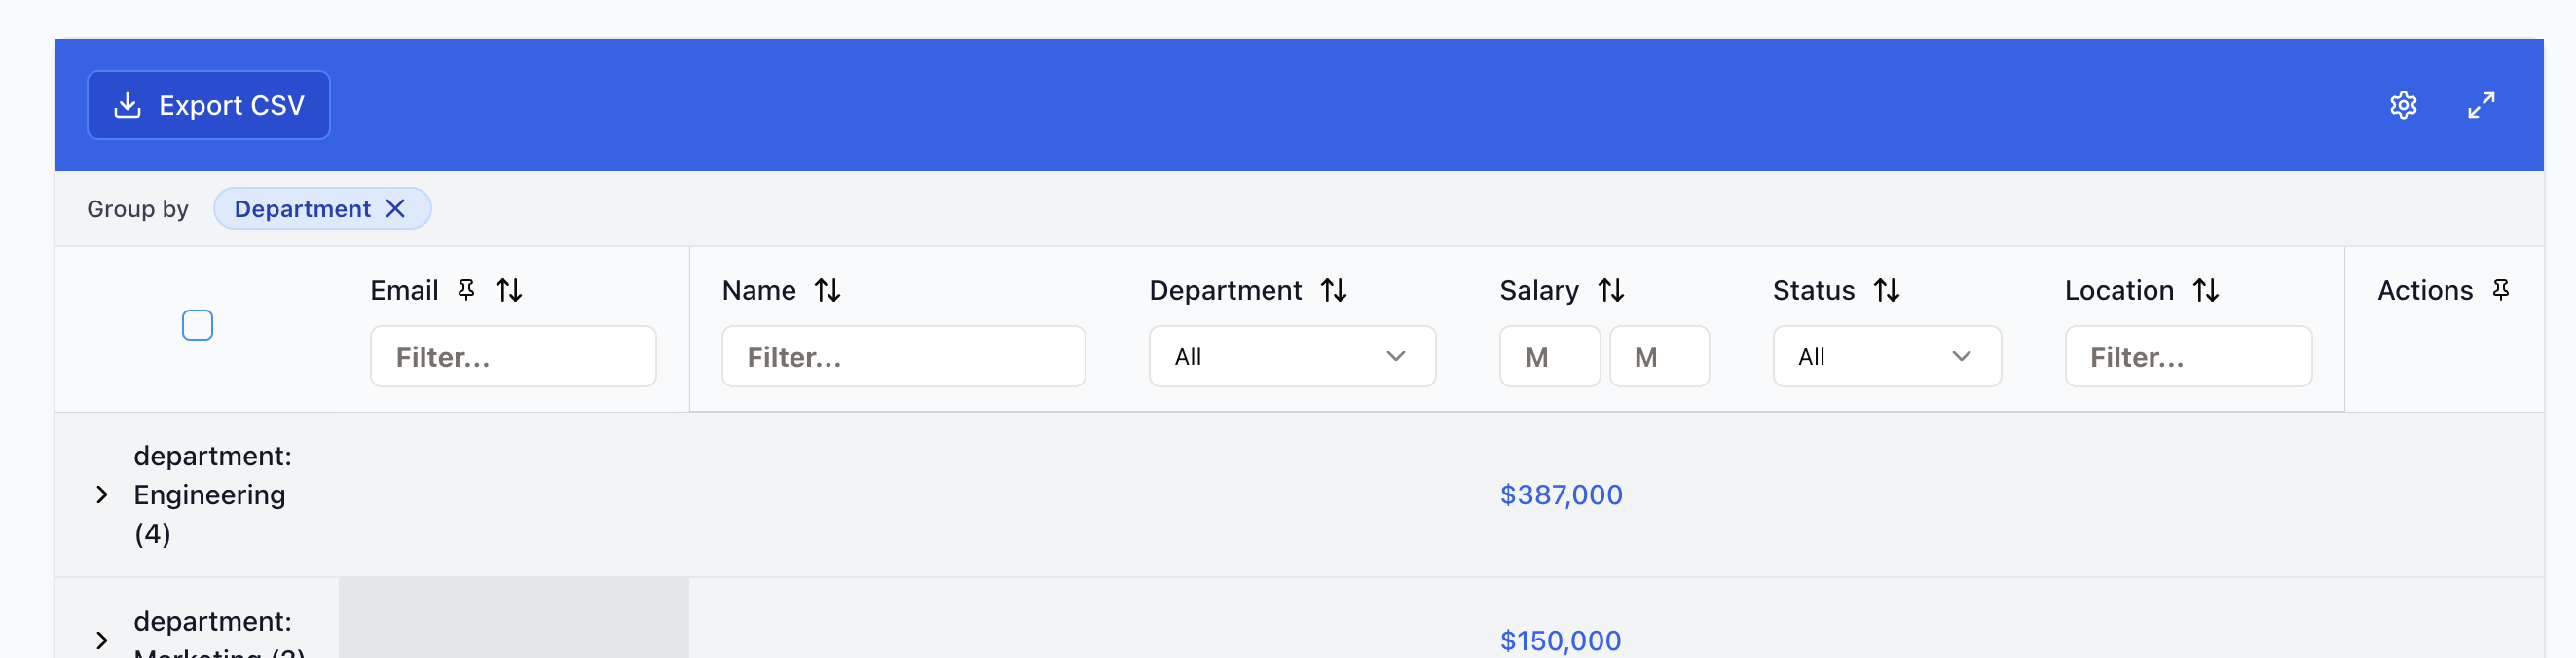 Export CSV
Group by Department
Email Name Department Salary Status Location Actions
Filter... Filter... All M M All Filter...
department:
Engineering
(4)
$387,000
department:
Marketing
$150,000